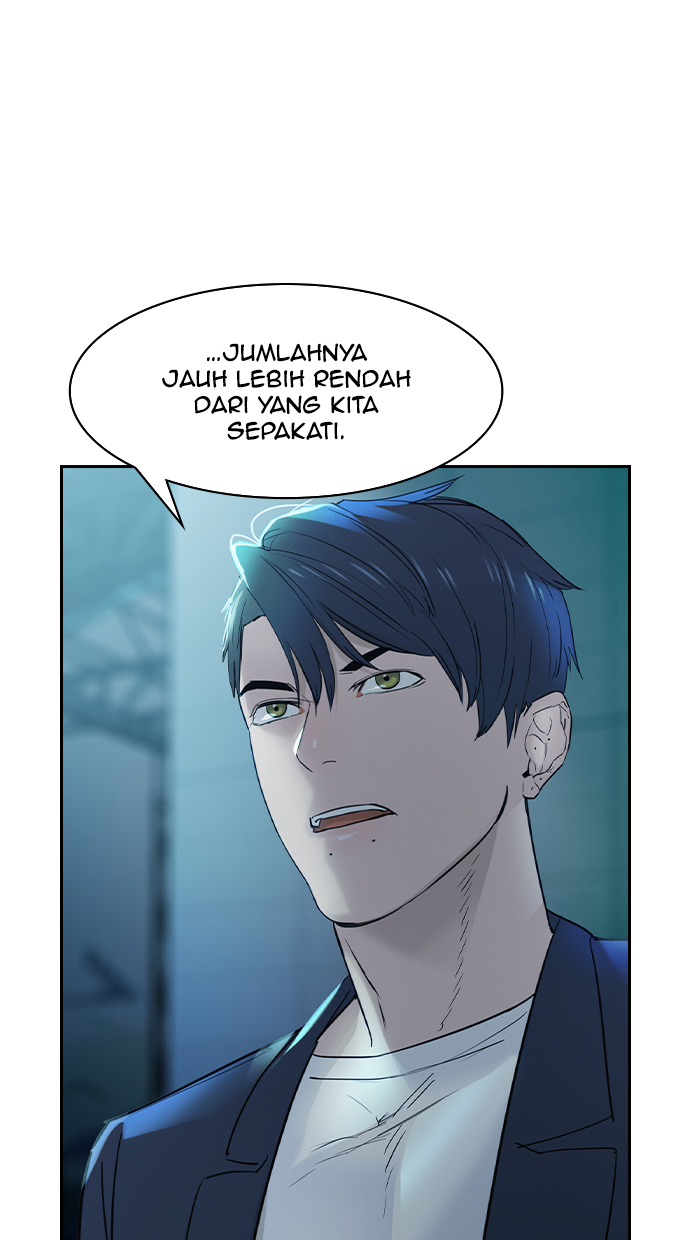 ...JUMLAHNYA
JAUH LEBIH RENDAH
DARI YANG KITA
SEPAKATI.